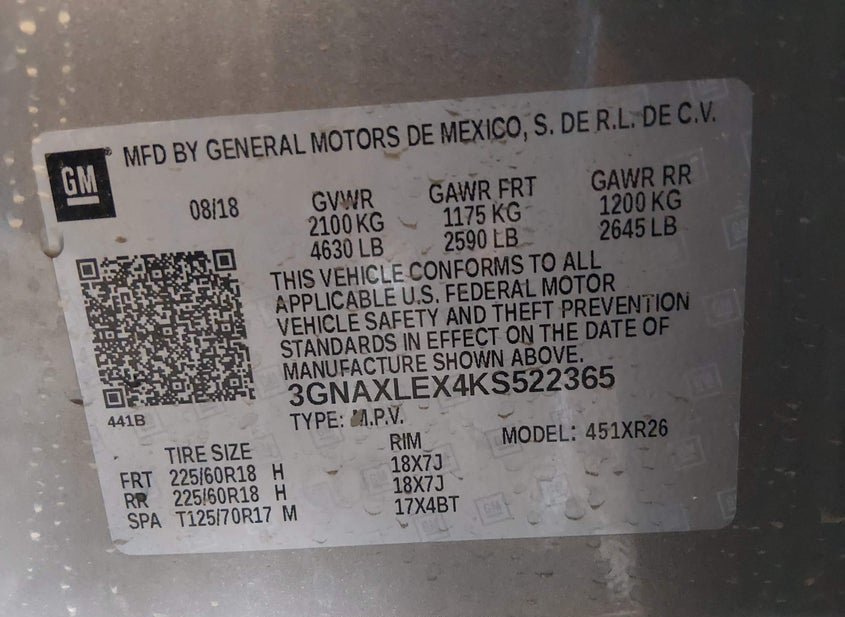 GM
MFD BY GENERAL MOTORS DE MEXICO, S. DE R.L. DE C.V.
08/18 GVWR GAWR FRT GAWR RR
2100 KG 1175 KG 1200 KG
4630 LB 2590 LB 2645 LB
THIS VEHICLE CONFORMS TO ALL
APPLICABLE U.S. FEDERAL MOTOR
VEHICLE SAFETY AND THEFT PREVENTION
STANDARDS IN EFFECT ON THE DATE OF
MANUFACTURE SHOWN ABOVE.
3GNAXLEX4KS522365
441B
TYPE: M.P.V.
MODEL: 451XR26
TIRE SIZE RIM
FRT 225/60R18 H 18X7J
RR 225/60R18 H 18X7J
SPA T125/70R17 M 17X4BT